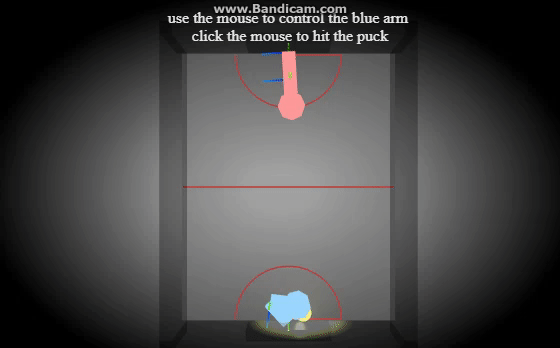 www.Bandicam.com
use the mouse to control the blue arm
click the mouse to hit the puck